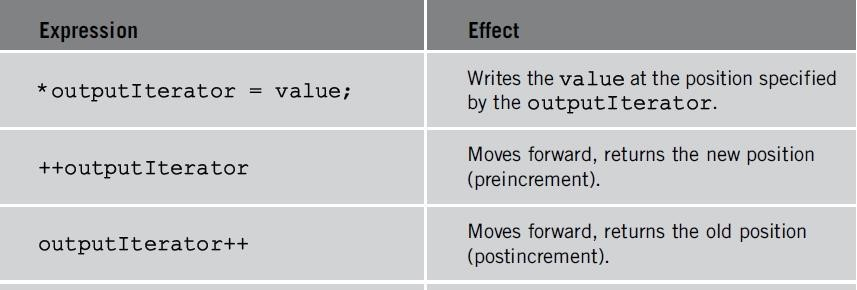 Expression Effect
*outputIterator = value;
Writes the value at the position specified
by the outputIterator.
++outputIterator
Moves forward, returns the new position
(preincrement).
outputIterator++
Moves forward, returns the old position
(postincrement).